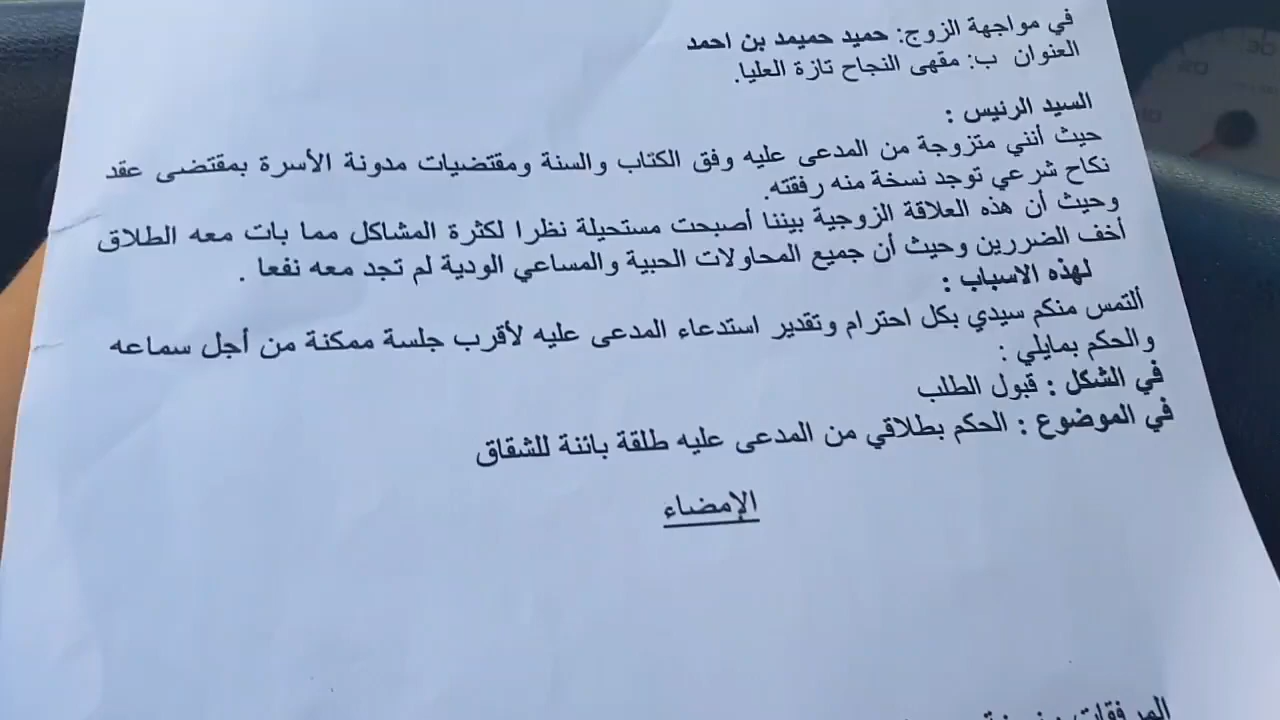 في مواجهة الزوج: حميد حميمد بن احمد
العنوان ب: مقهى النجاح تازة العليا.
السيد الرئيس :
حيث أنني متزوجة من المدعى عليه وفق الكتاب والسنة ومقتضيات مدونة الأسرة بمقتضى عقد
نكاح شرعي توجد نسخة منه رفقته.
وحيث أن هذه العلاقة الزوجية بيننا أصبحت مستحيلة نظرا لكثرة المشاكل مما بات معه الطلاق
أخف الضررين وحيث أن جميع المحاولات الحبية والمساعي الودية لم تجد معه نفعا .
لهذه الاسباب :
ألتمس منكم سيدي بكل احترام وتقدير استدعاء المدعى عليه لأقرب جلسة ممكنة من أجل سماعه
والحكم بمايلي :
في الشكل : قبول الطلب
في الموضوع : الحكم بطلاقي من المدعى عليه طلقة بائنة للشقاق
الإمضاء
المرفقات